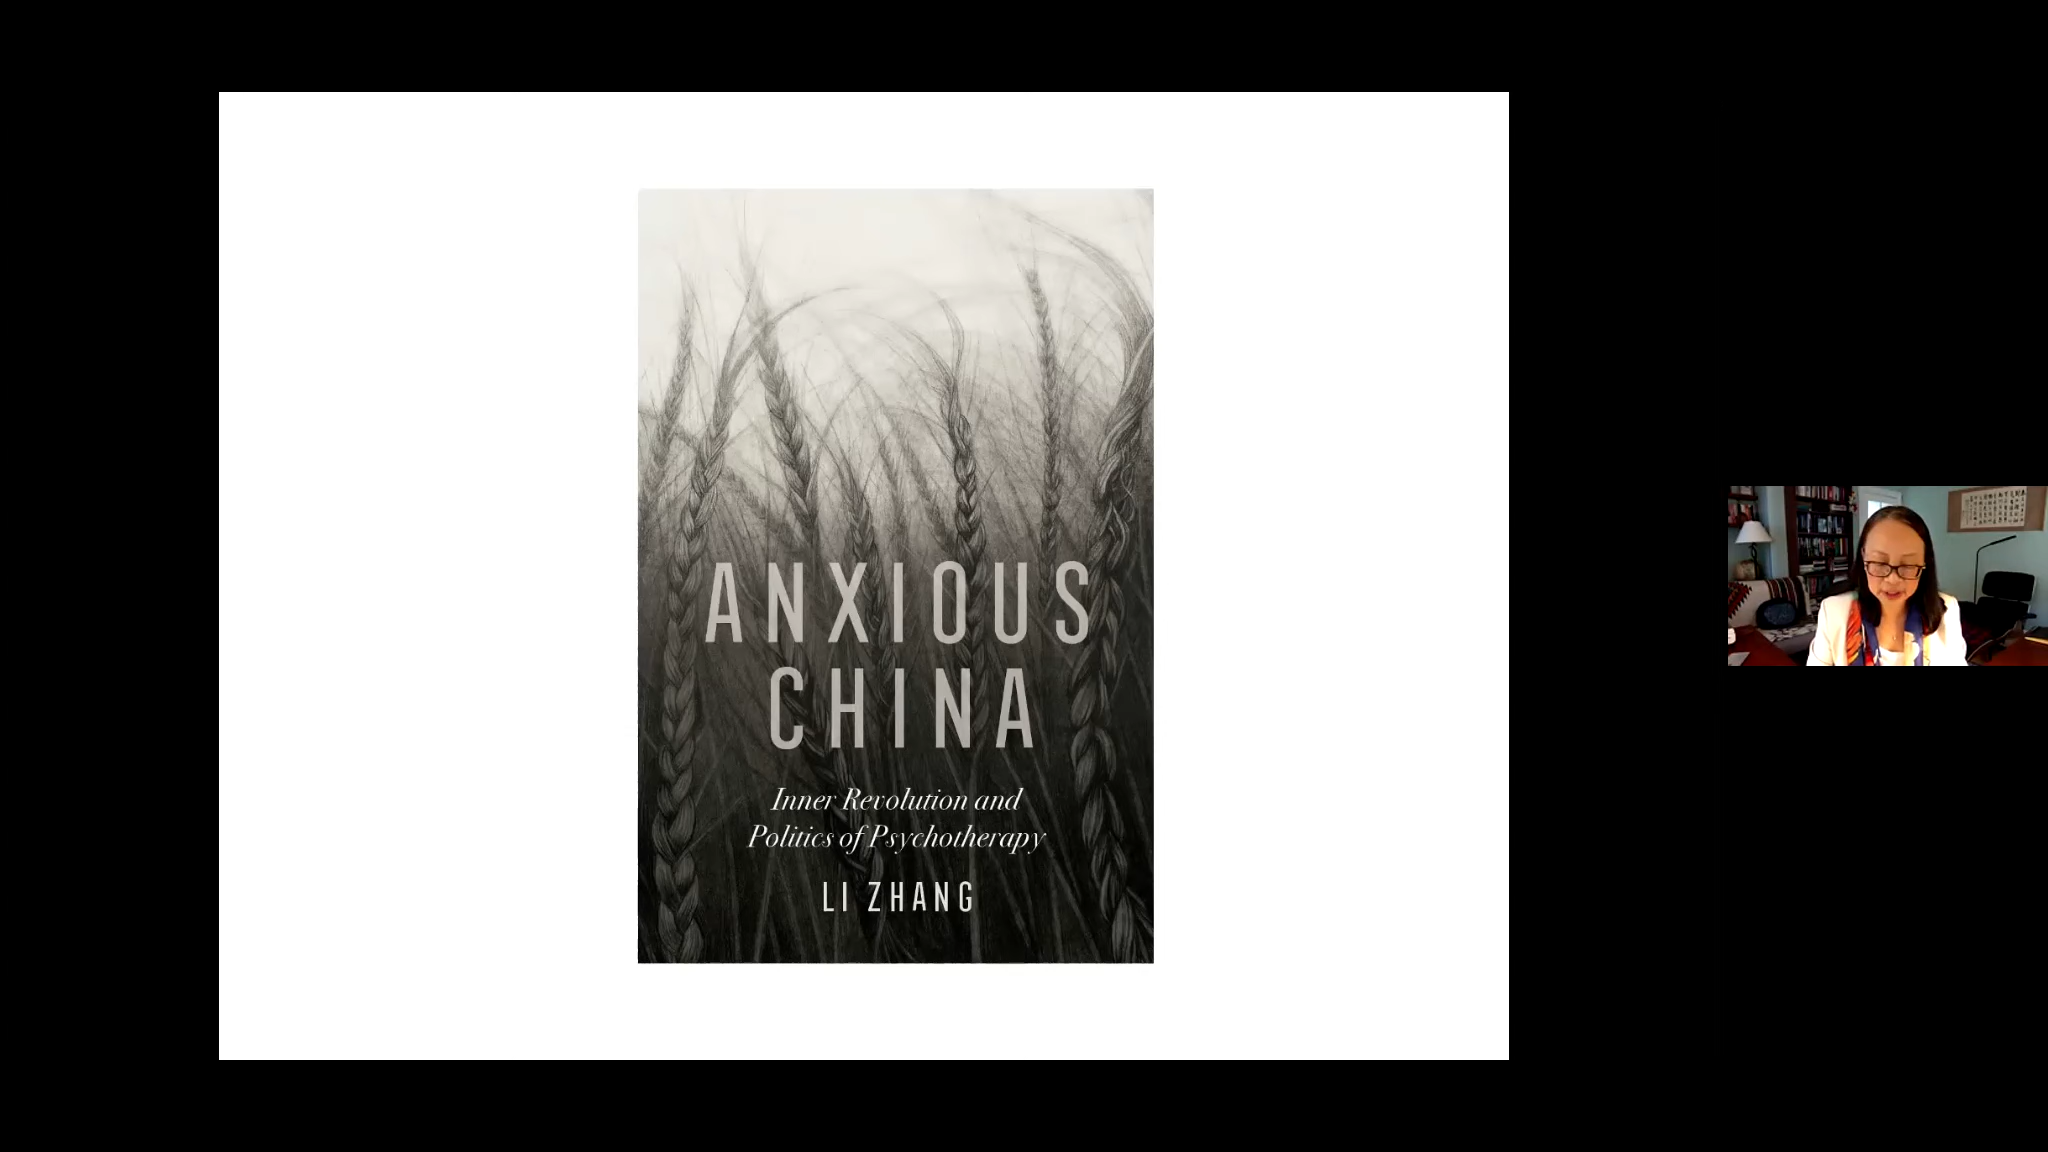 ANXIOUS
CHINA
Inner Revolution and
Politics of Psychotherapy
LI ZHANG